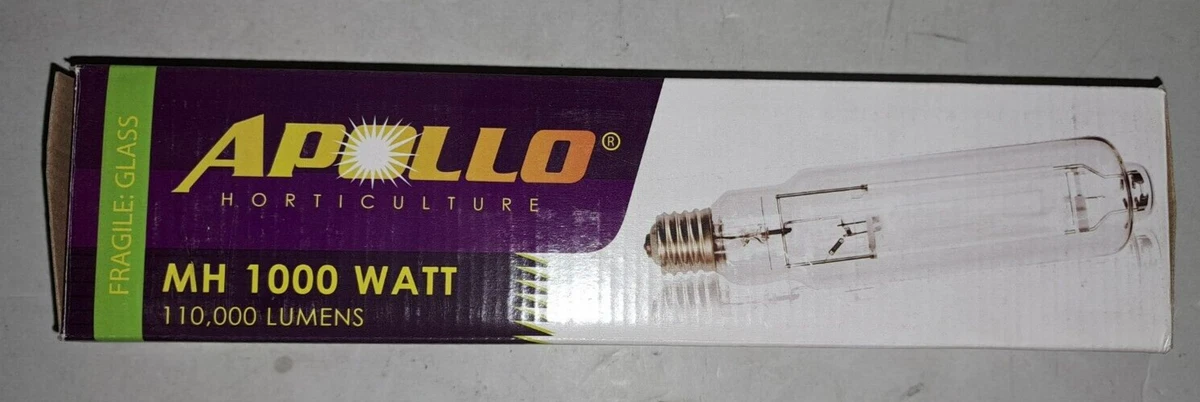 FRAGILE: GLASS
APOLLO®
HORTICULTURE
MH 1000 WATT
110,000 LUMENS